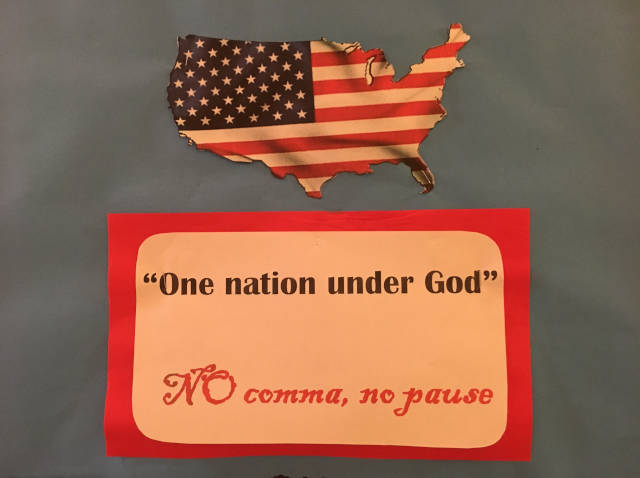 “One nation under God”
NO comma, no pause